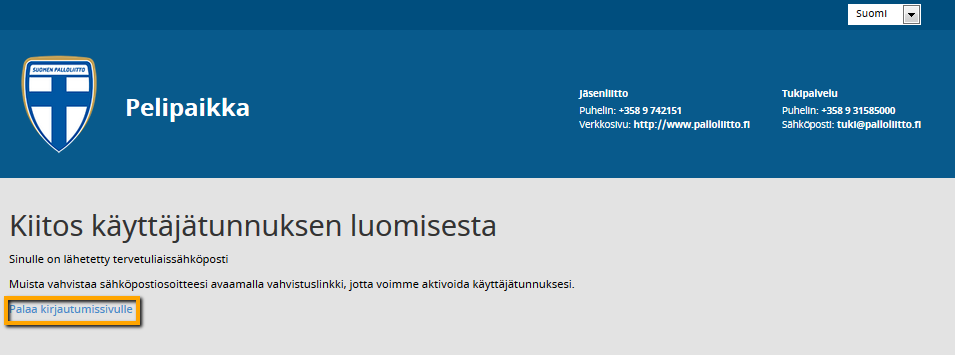 Suomi
SUOMEN PALLOLIITTO
Pelipaikka
Jäsenliitto
Puhelin: +358 9 742151
Verkkosivu: http://www.palloliitto.fi
Tukipalvelu
Puhelin: +358 9 31585000
Sähköposti: tuki@palloliitto.fi
Kiitos käyttäjätunnuksen luomisesta
Sinulle on lähetetty tervetuliaissähköposti
Muista vahvistaa sähköpostiosoitteesi avaamalla vahvistuslinkki, jotta voimme aktivoida käyttäjätunnuksesi.
Palaa kirjautumissivulle